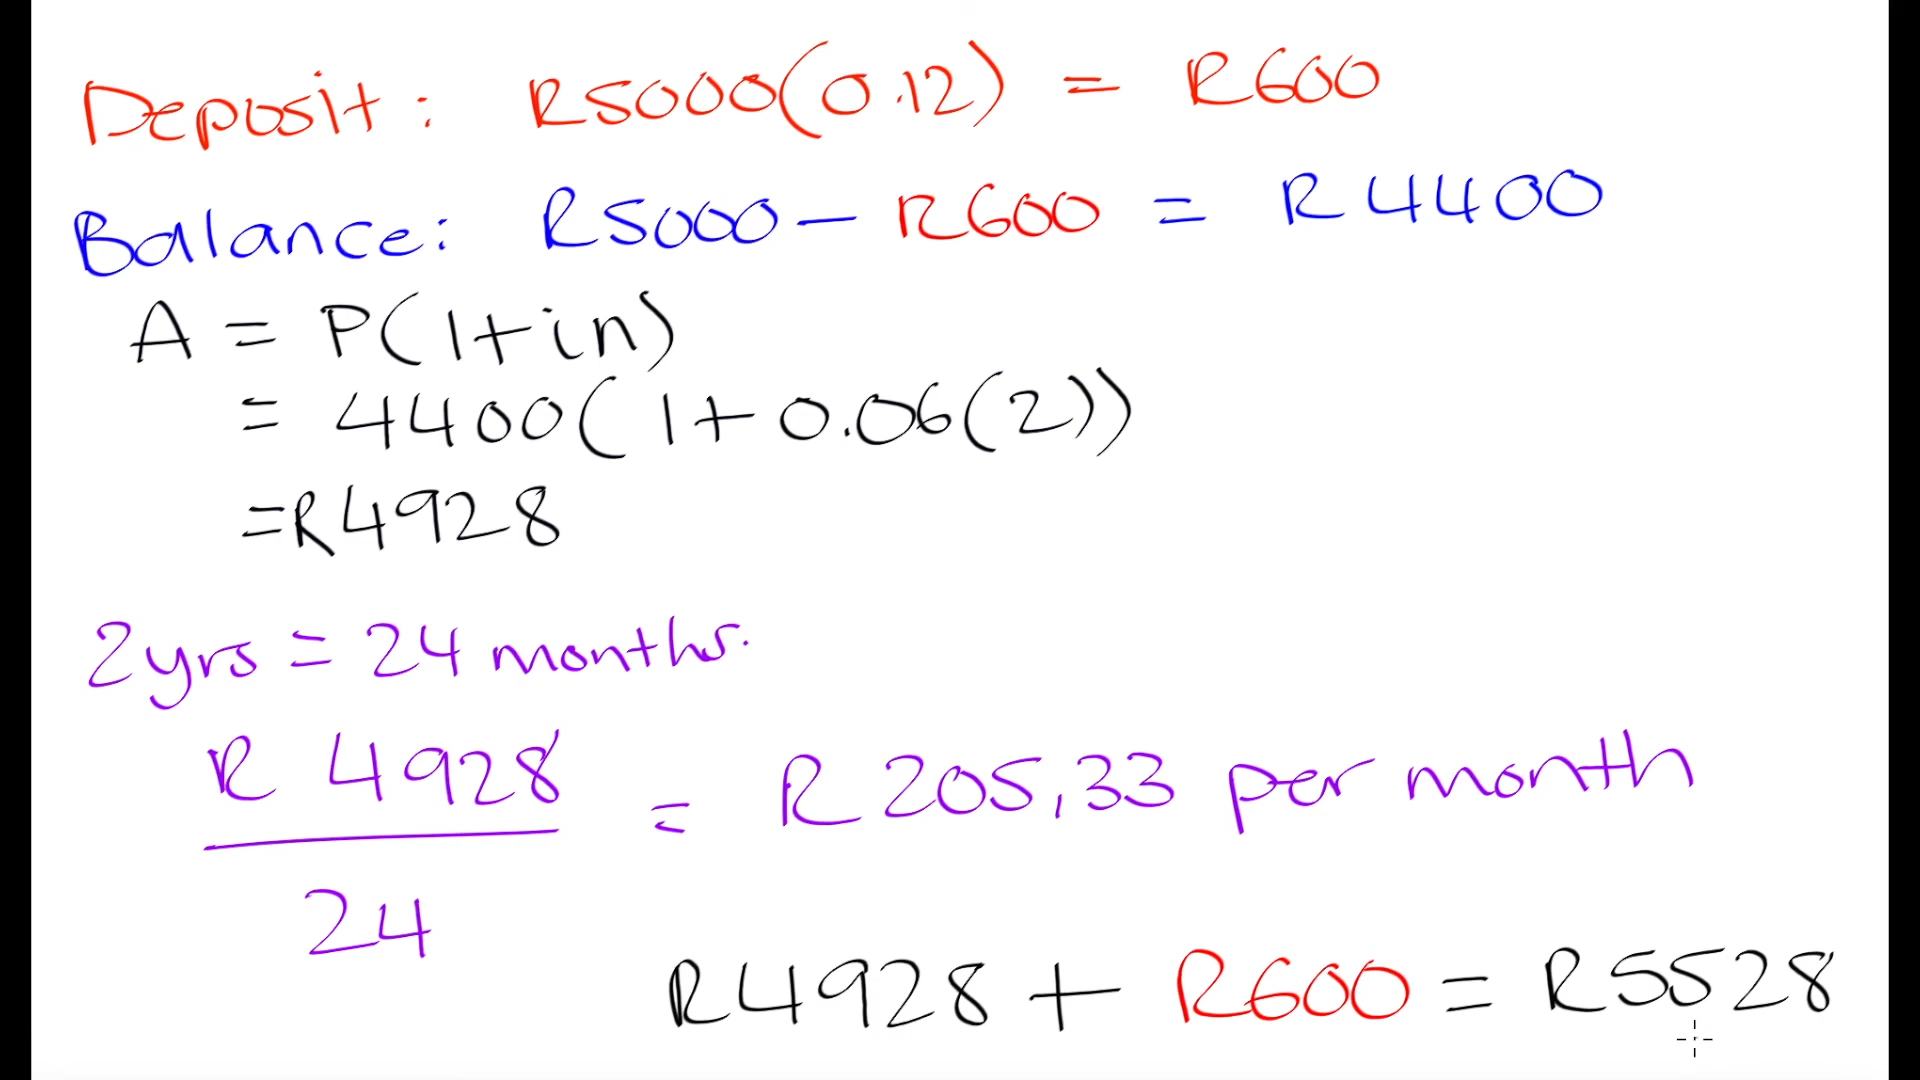 Deposit: R5000(0.12) = R600
Balance: R5000 - R600 = R4400
A = P(1+in)
= 4400(1+0.06(2))
=R4928
2yrs = 24 months.
R 4928
24
= R205,33 per month
R4928 + R600 = R5528